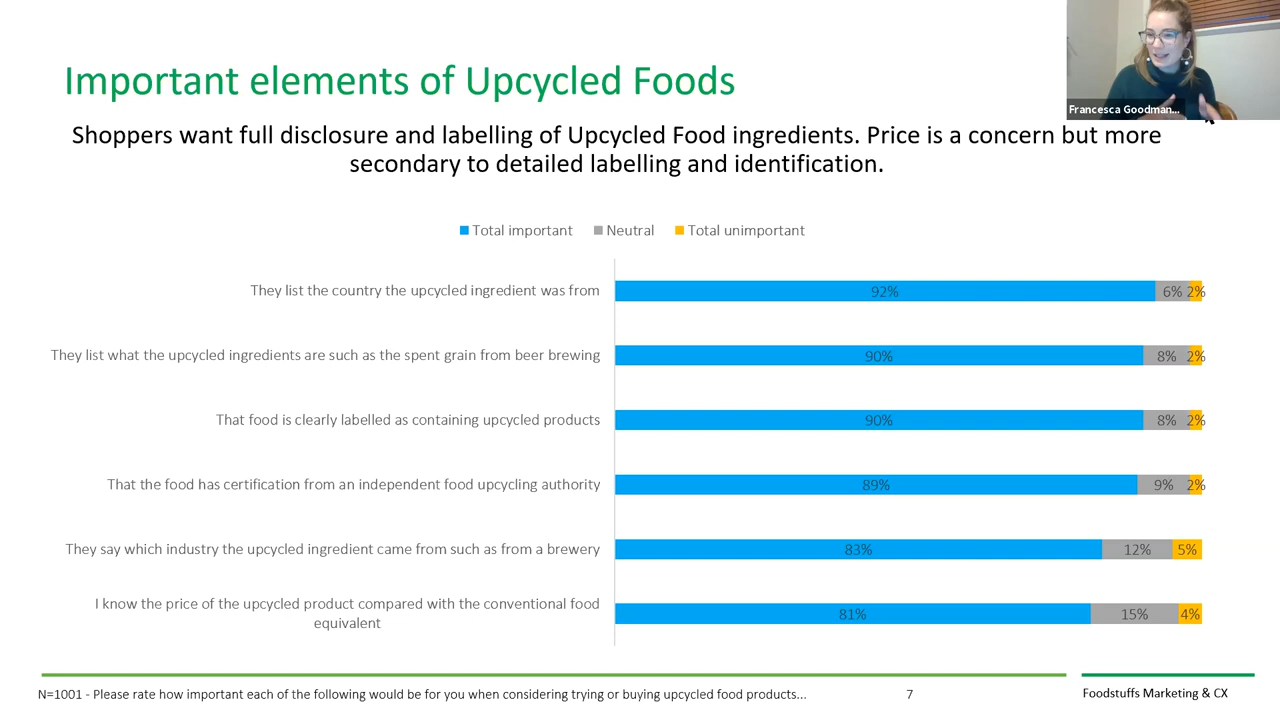 Important elements of Upcycled Foods
Francesca Goodman...
Shoppers want full disclosure and labelling of Upcycled Food ingredients. Price is a concern but more
secondary to detailed labelling and identification.
Total important Neutral Total unimportant
They list the country the upcycled ingredient was from 92% 6% 2%
They list what the upcycled ingredients are such as the spent grain from beer brewing 90% 8% 2%
That food is clearly labelled as containing upcycled products 90% 8% 2%
That the food has certification from an independent food upcycling authority 89% 9% 2%
They say which industry the upcycled ingredient came from such as from a brewery 83% 12% 5%
I know the price of the upcycled product compared with the conventional food
equivalent 81% 15% 4%
N=1001 - Please rate how important each of the following would be for you when considering trying or buying upcycled food products... 7 Foodstuffs Marketing & CX